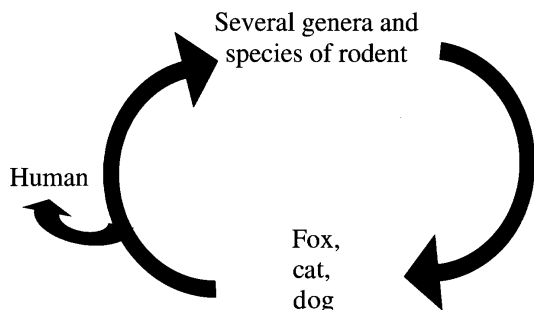 Several genera and
species of rodent
Human
Fox,
cat,
dog